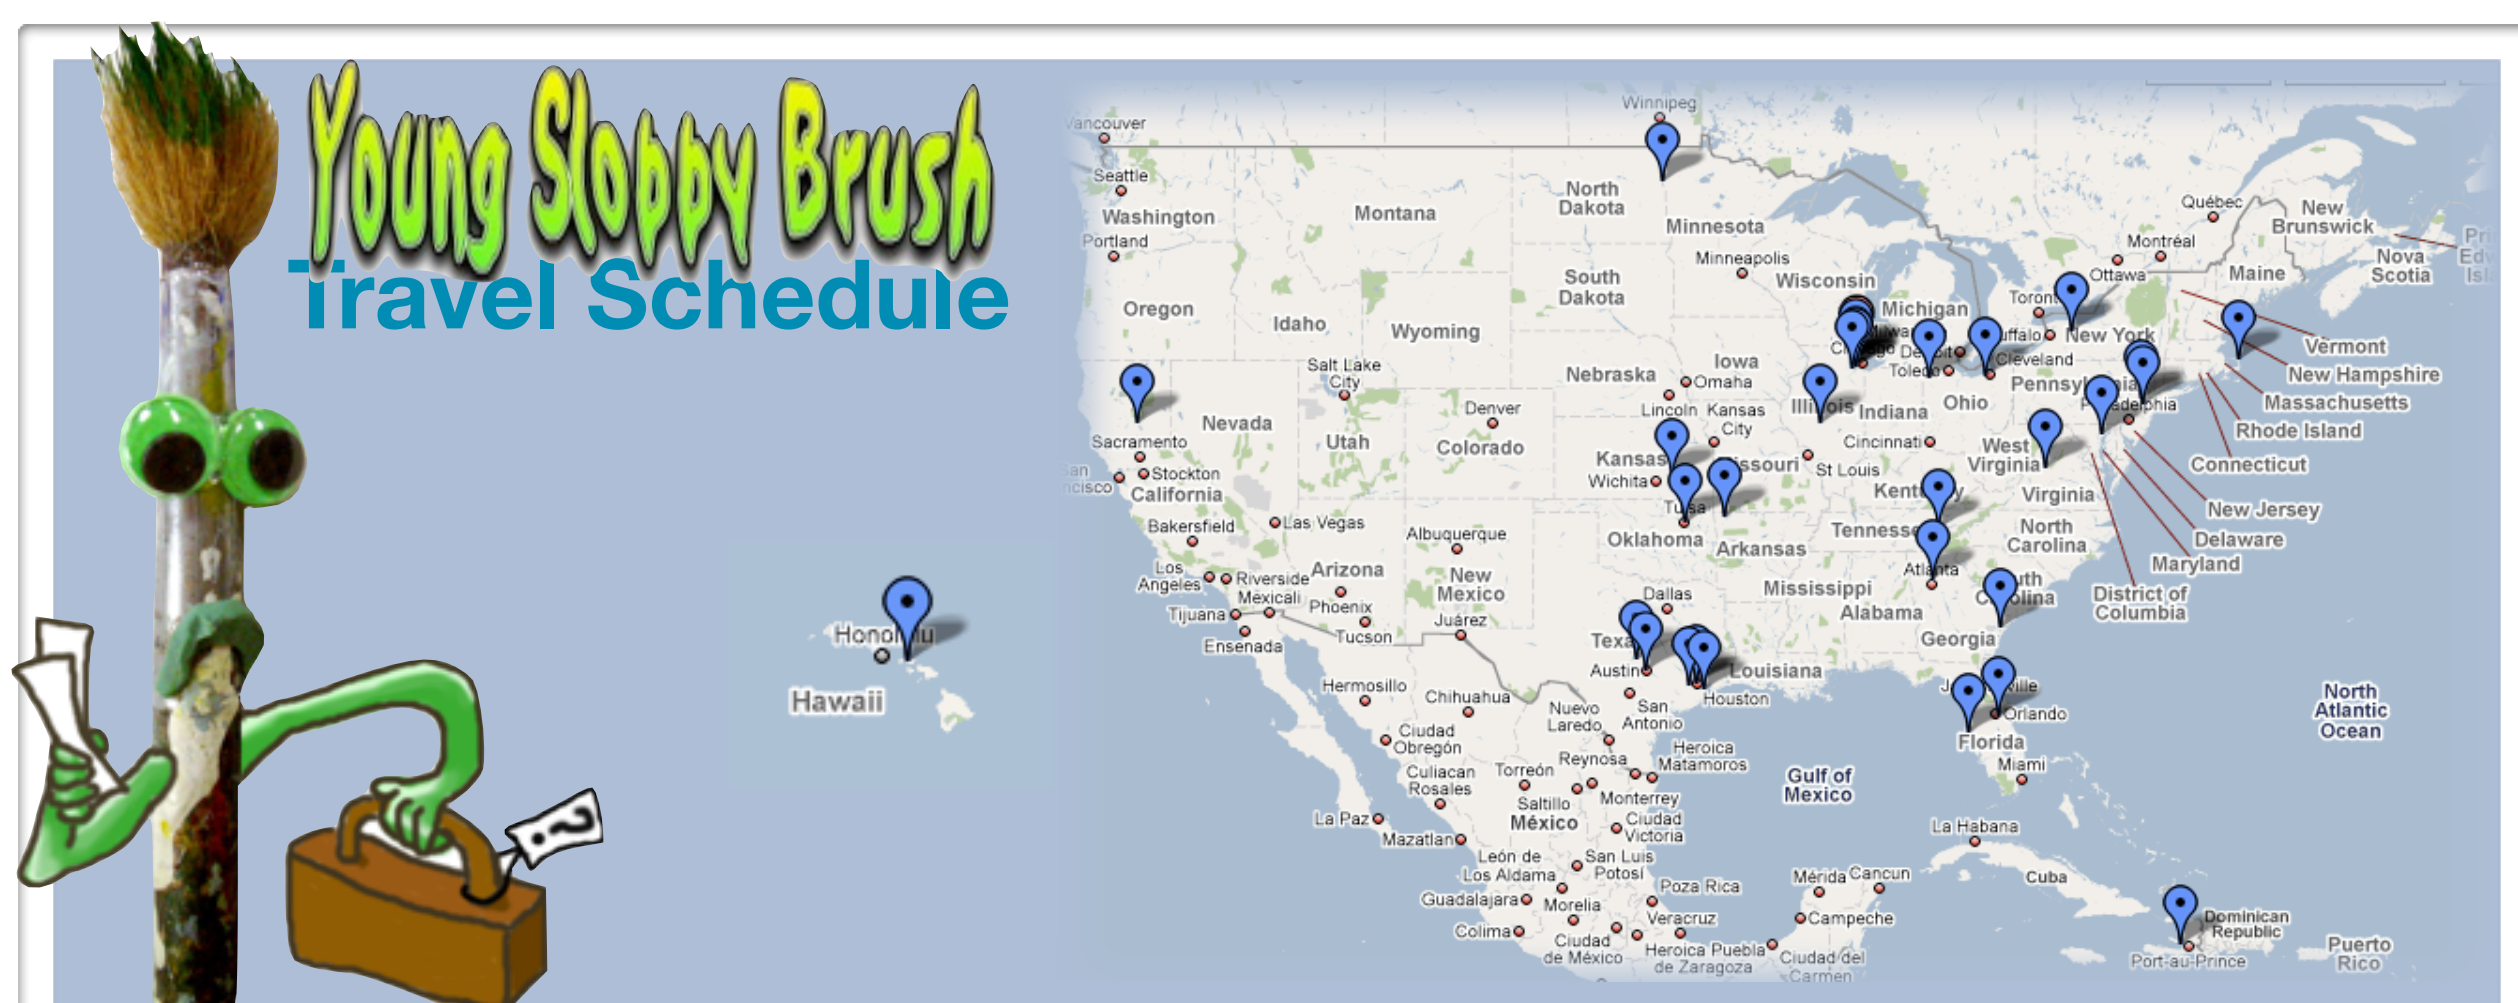 Young Sloppy Brush
Travel Schedule
Winnipeg
Vancouver
Seattle
Washington
Portland
Oregon
Montana
Idaho
Wyoming
North
Dakota
South
Dakota
Minnesota
Minneapolis
Wisconsin
Michigan
Québec
Montréal
Ottawa
New
Brunswick
Nova
Scotia
Maine
New York
Vermont
New Hampshire
Massachusetts
Rhode Island
Connecticut
New Jersey
Delaware
Maryland
District of
Columbia
Salt Lake
City
Nevada
Utah
Denver
Colorado
Nebraska
Iowa
Omaha
Lincoln
Kansas
City
Kansas
Wichita
St Louis
Indiana
Ohio
Toledo
Cleveland
Cincinnati
West
Virginia
Virginia
North
Carolina
Sacramento
Stockton
California
Bakersfield
Las Vegas
Los
Angeles
Riverside
Mexicali
Tijuana
Ensenada
Arizona
Phoenix
Tucson
Albuquerque
New
Mexico
Juárez
Oklahoma
Arkansas
Mississippi
Alabama
Atlanta
Georgia
Dallas
Austin
Houston
Louisiana
San
Antonio
Nuevo
Laredo
Orlando
Florida
Miami
North
Atlantic
Ocean
Gulf of
Mexico
Honolulu
Hawaii
Hermosillo
Chihuahua
Ciudad
Obregón
Culiacan
Rosales
Torreón
Reynosa
Heroica
Matamoros
Saltillo
Monterrey
México
Ciudad
Victoria
La Paz
Mazatlan
León de
Los Aldama
San Luis
Potosí
Guadalajara
Morelia
Poza Rica
Veracruz
Colima
Ciudad
de México
Heroica Puebla
de Zaragoza
Mérida
Cancun
Campeche
Ciudad del
Carmen
La Habana
Cuba
Dominican
Republic
Port-au-Prince
Puerto
Rico
?